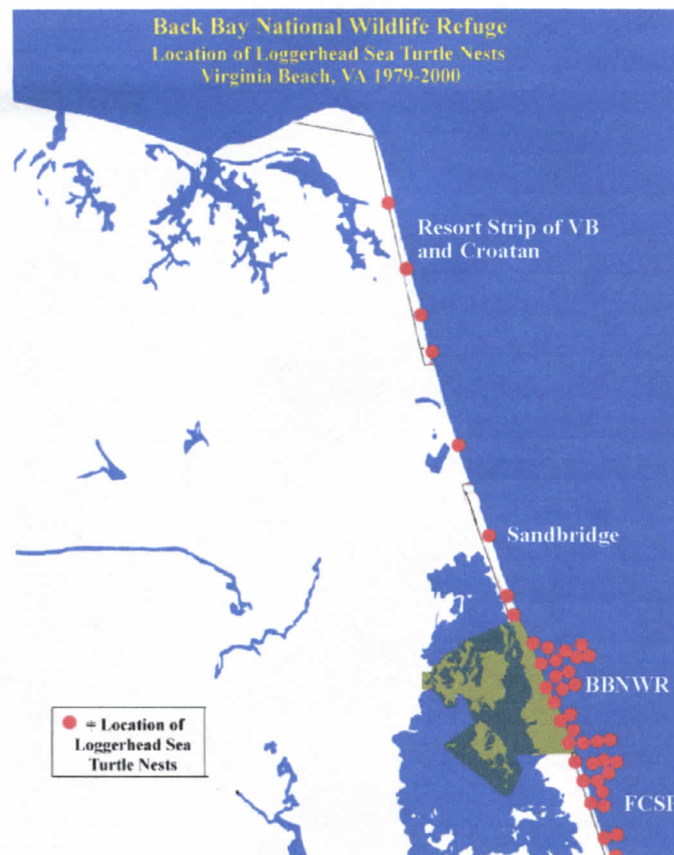 Back Bay National Wildlife Refuge
Location of Loggerhead Sea Turtle Nests
Virginia Beach, VA 1979-2000
Resort Strip of VB
and Croatan
Sandbridge
BBNWR
= Location of
Loggerhead Sea
Turtle Nests
FCSP